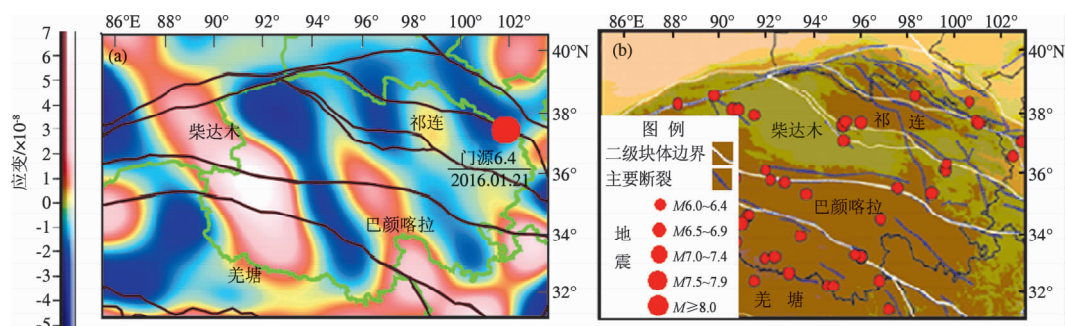 86°E 90° 92° 94° 96° 98° 100° 102°
(a)
40°N
38°
36°
34°
32°
7
6
5
4
3
2
1
0
-1
-2
-3
-4
-5
应变/×10⁻⁸
柴达木
祁连
门源6.4
2016.01.21
巴颜喀拉
羌塘
86°E 90° 92° 94° 96° 98° 100° 102°
(b)
40°N
38°
36°
34°
32°
柴达木
祁 连
巴颜喀拉
羌 塘
图 例
二级块体边界
主要断裂
地震
M6.0~6.4
M6.5~6.9
M7.0~7.4
M7.5~7.9
M≥8.0